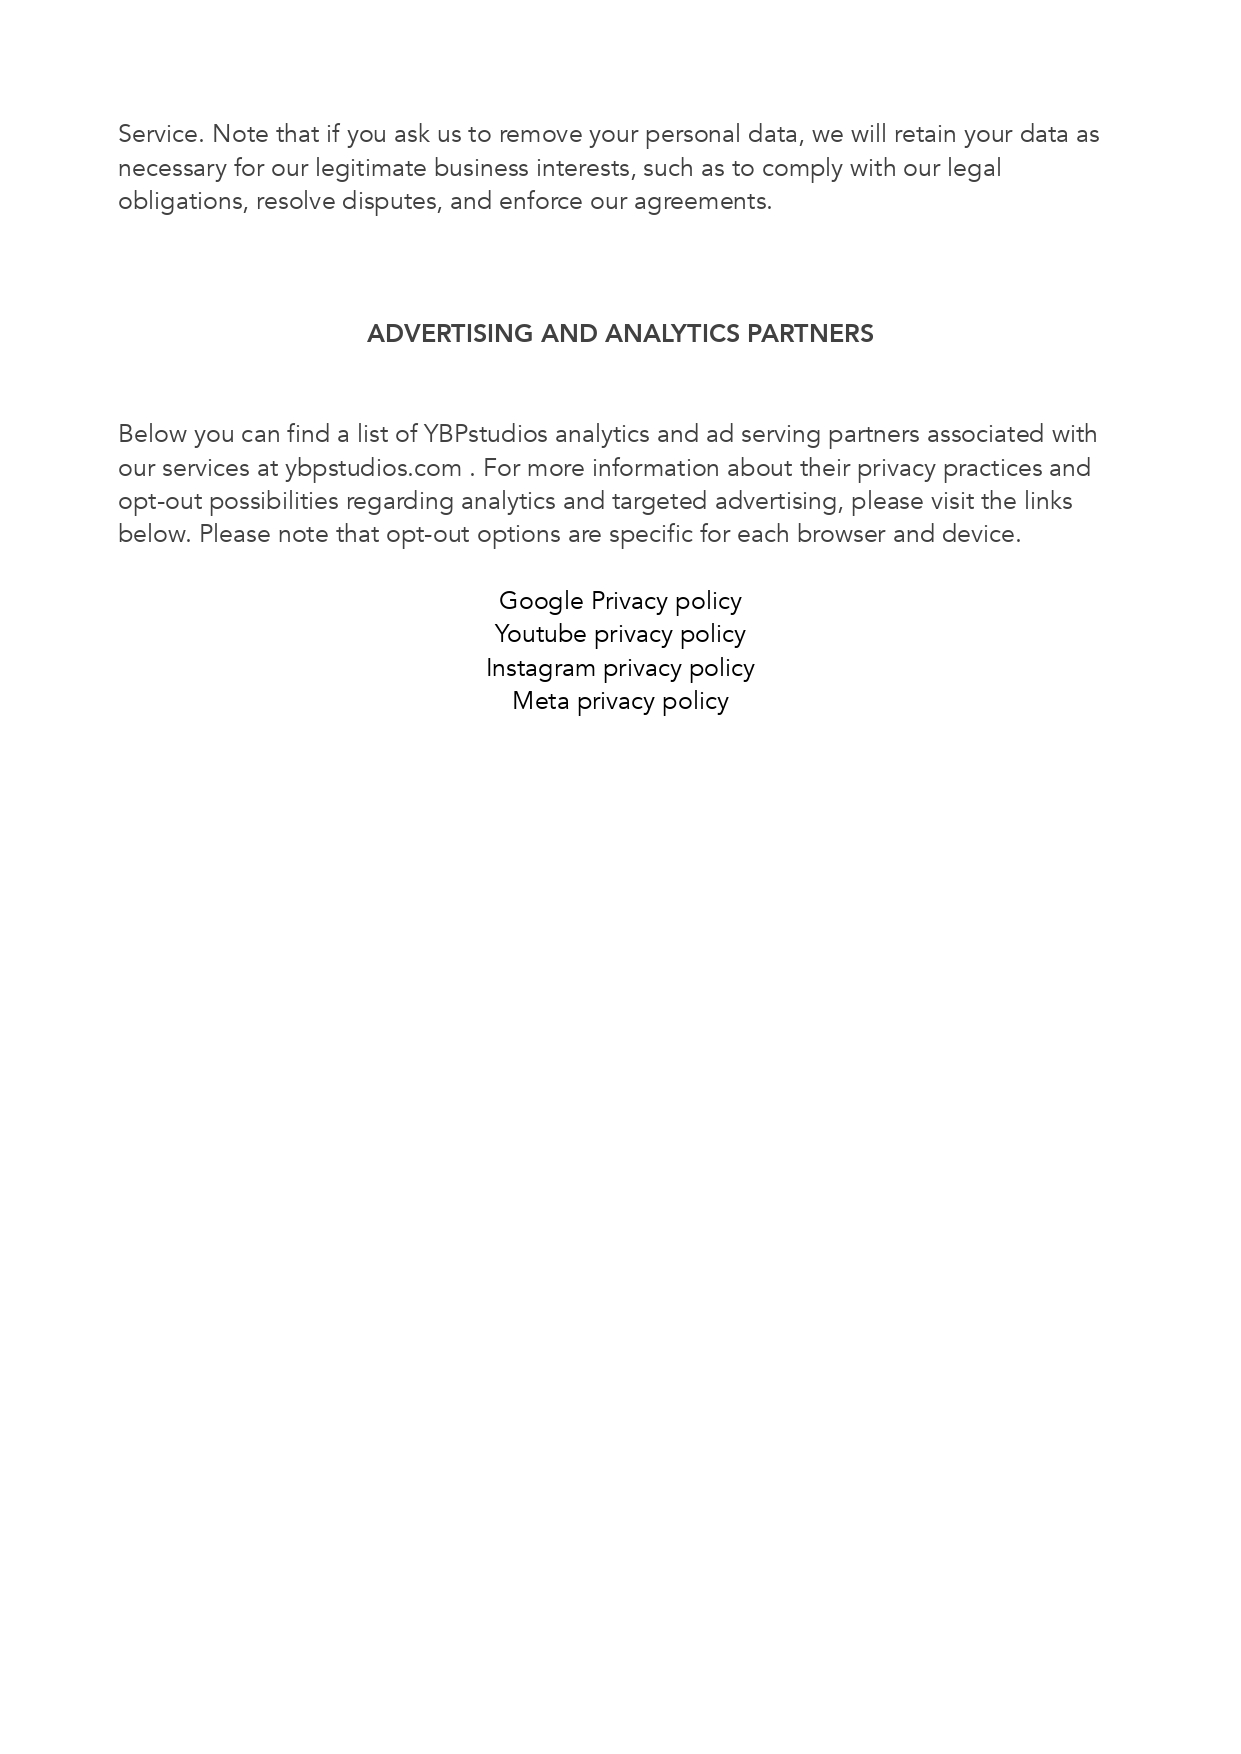 Service. Note that if you ask us to remove your personal data, we will retain your data as
necessary for our legitimate business interests, such as to comply with our legal
obligations, resolve disputes, and enforce our agreements.
ADVERTISING AND ANALYTICS PARTNERS
Below you can find a list of YBPstudios analytics and ad serving partners associated with
our services at ybpstudios.com . For more information about their privacy practices and
opt-out possibilities regarding analytics and targeted advertising, please visit the links
below. Please note that opt-out options are specific for each browser and device.
Google Privacy policy
Youtube privacy policy
Instagram privacy policy
Meta privacy policy